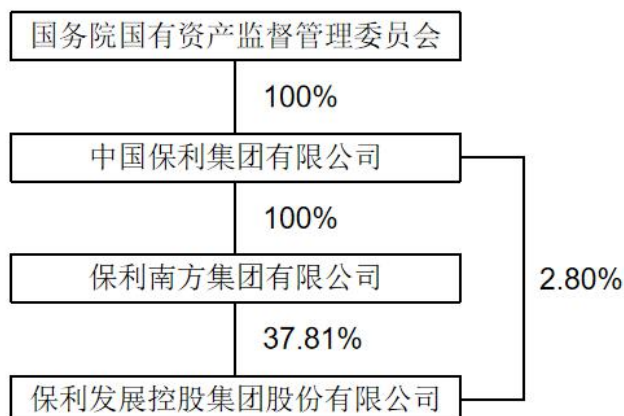 国务院国有资产监督管理委员会
100%
中国保利集团有限公司
100%
保利南方集团有限公司
2.80%
37.81%
保利发展控股集团股份有限公司